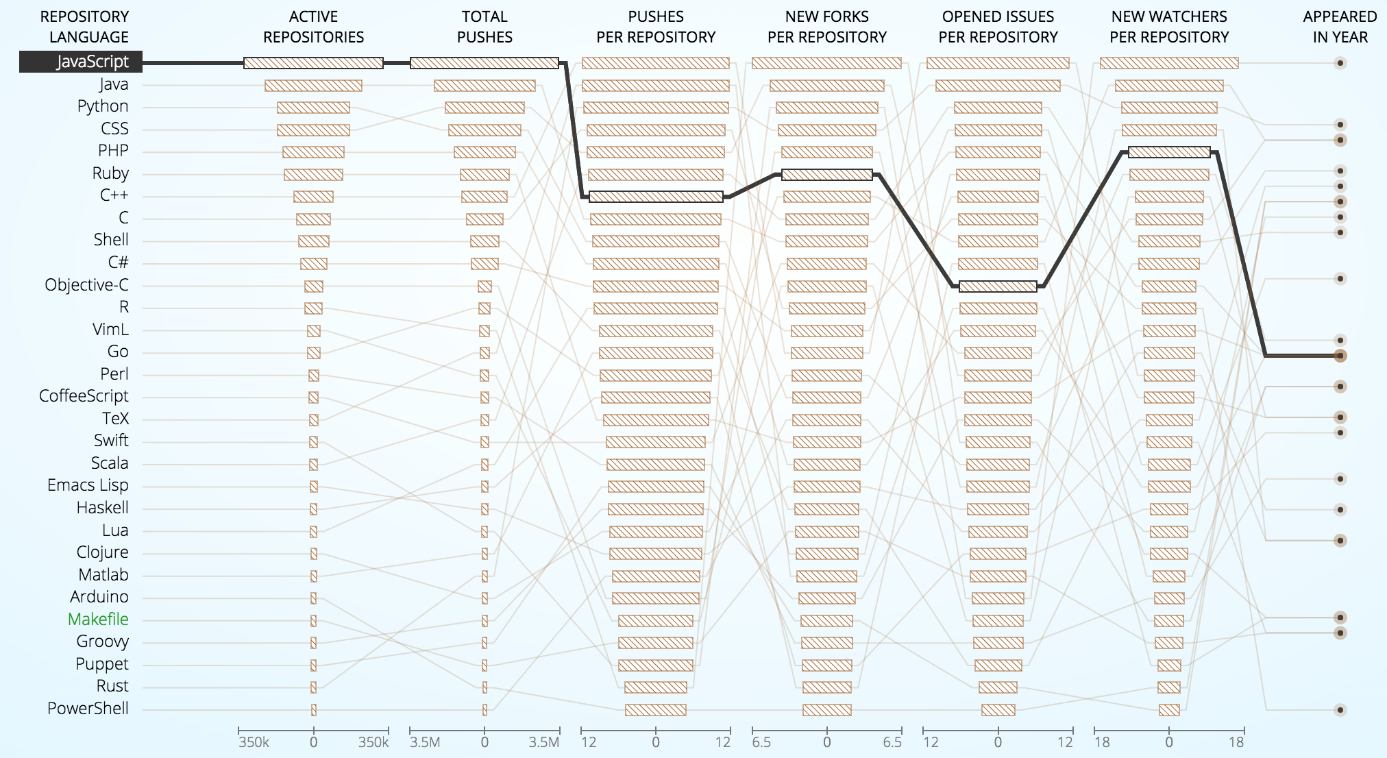 REPOSITORY LANGUAGE
ACTIVE REPOSITORIES
TOTAL PUSHES
PUSHES PER REPOSITORY
NEW FORKS PER REPOSITORY
OPENED ISSUES PER REPOSITORY
NEW WATCHERS PER REPOSITORY
APPEARED IN YEAR
JavaScript
Java
Python
CSS
PHP
Ruby
C++
C
Shell
C#
Objective-C
R
VimL
Go
Perl
CoffeeScript
TeX
Swift
Scala
Emacs Lisp
Haskell
Lua
Clojure
Matlab
Arduino
Makefile
Groovy
Puppet
Rust
PowerShell
350k 0 350k
3.5M 0 3.5M
12 0 12
6.5 0 6.5
12 0 12
18 0 18